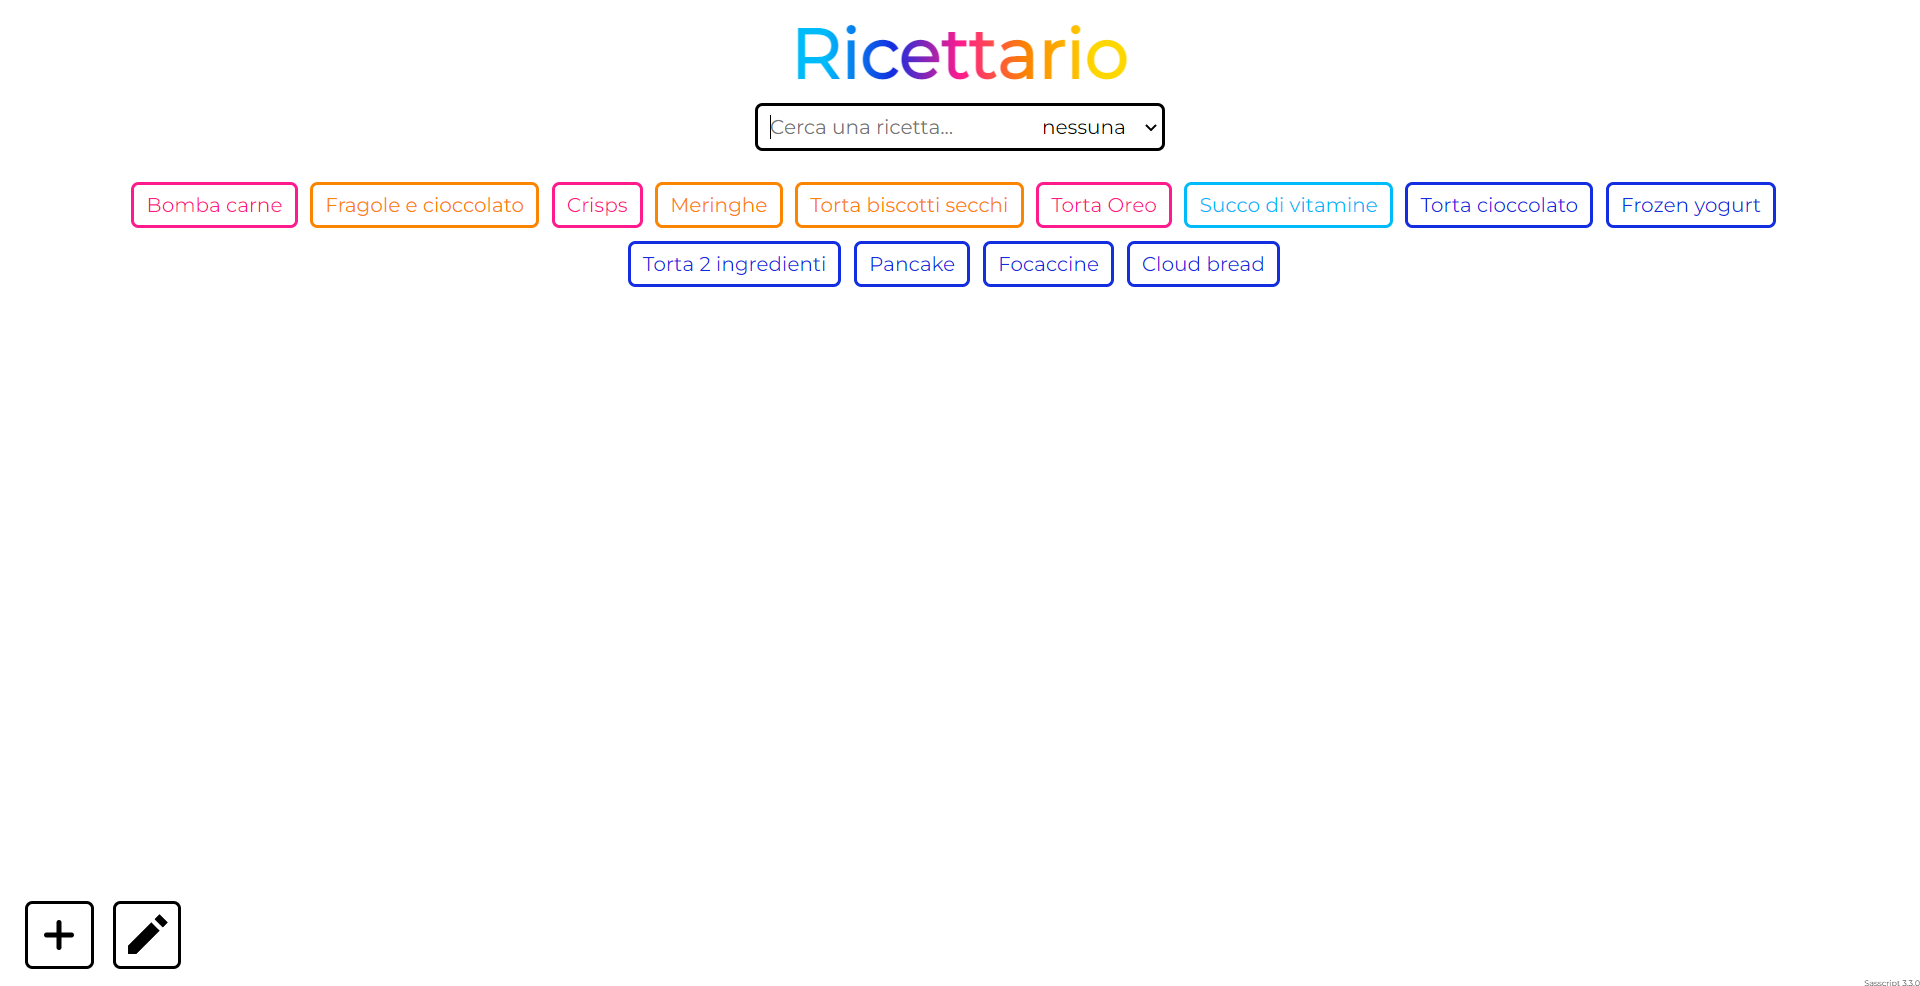 Ricettario
Cerca una ricetta... nessuna
Bomba carne Fragole e cioccolato Crisps Meringhe Torta biscotti secchi Torta Oreo Succo di vitamine Torta cioccolato Frozen yogurt
Torta 2 ingredienti Pancake Focaccine Cloud bread
Sasscript 3.3.0